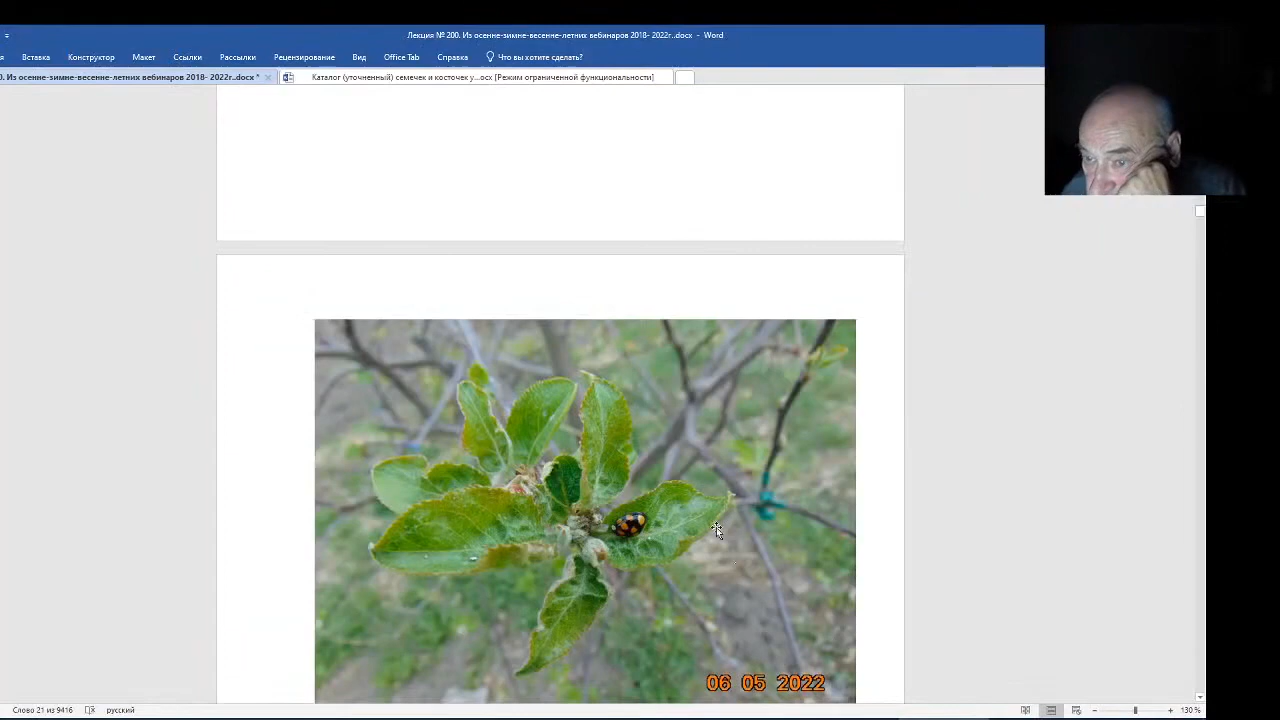 Лекция № 200. Из осенне-зимне-весенне-летних вебинаров 2018- 2022г..docx - Word
Вставка Конструктор Макет Ссылки Рассылки Рецензирование Вид Office Tab Справка Что вы хотите сделать?
0. Из осенне-зимне-весенне-летних вебинаров 2018- 2022г..docx *
Каталог (уточненный) семечек и косточек у...осх [Режим ограниченной функциональности]
06 05 2022
Слово 21 из 9416 русский 130 %